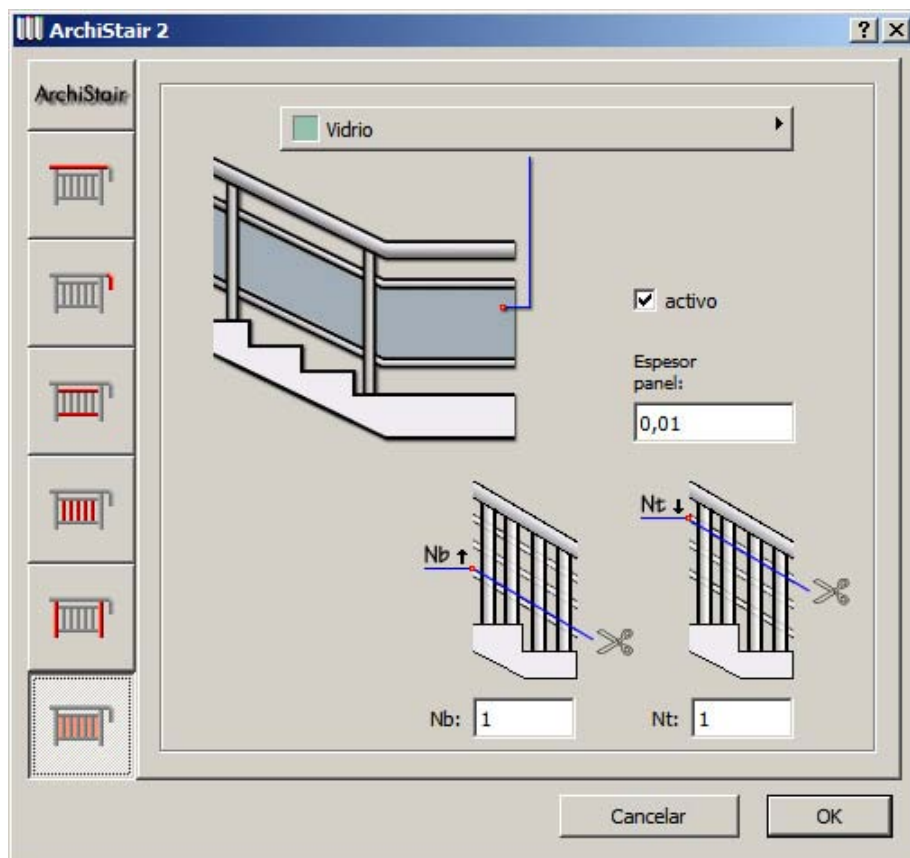 ArchiStair 2
ArchiStair
Vidrio
activo
Espesor
panel:
0,01
Nb
Nt
Nb: 1
Nt: 1
Cancelar
OK